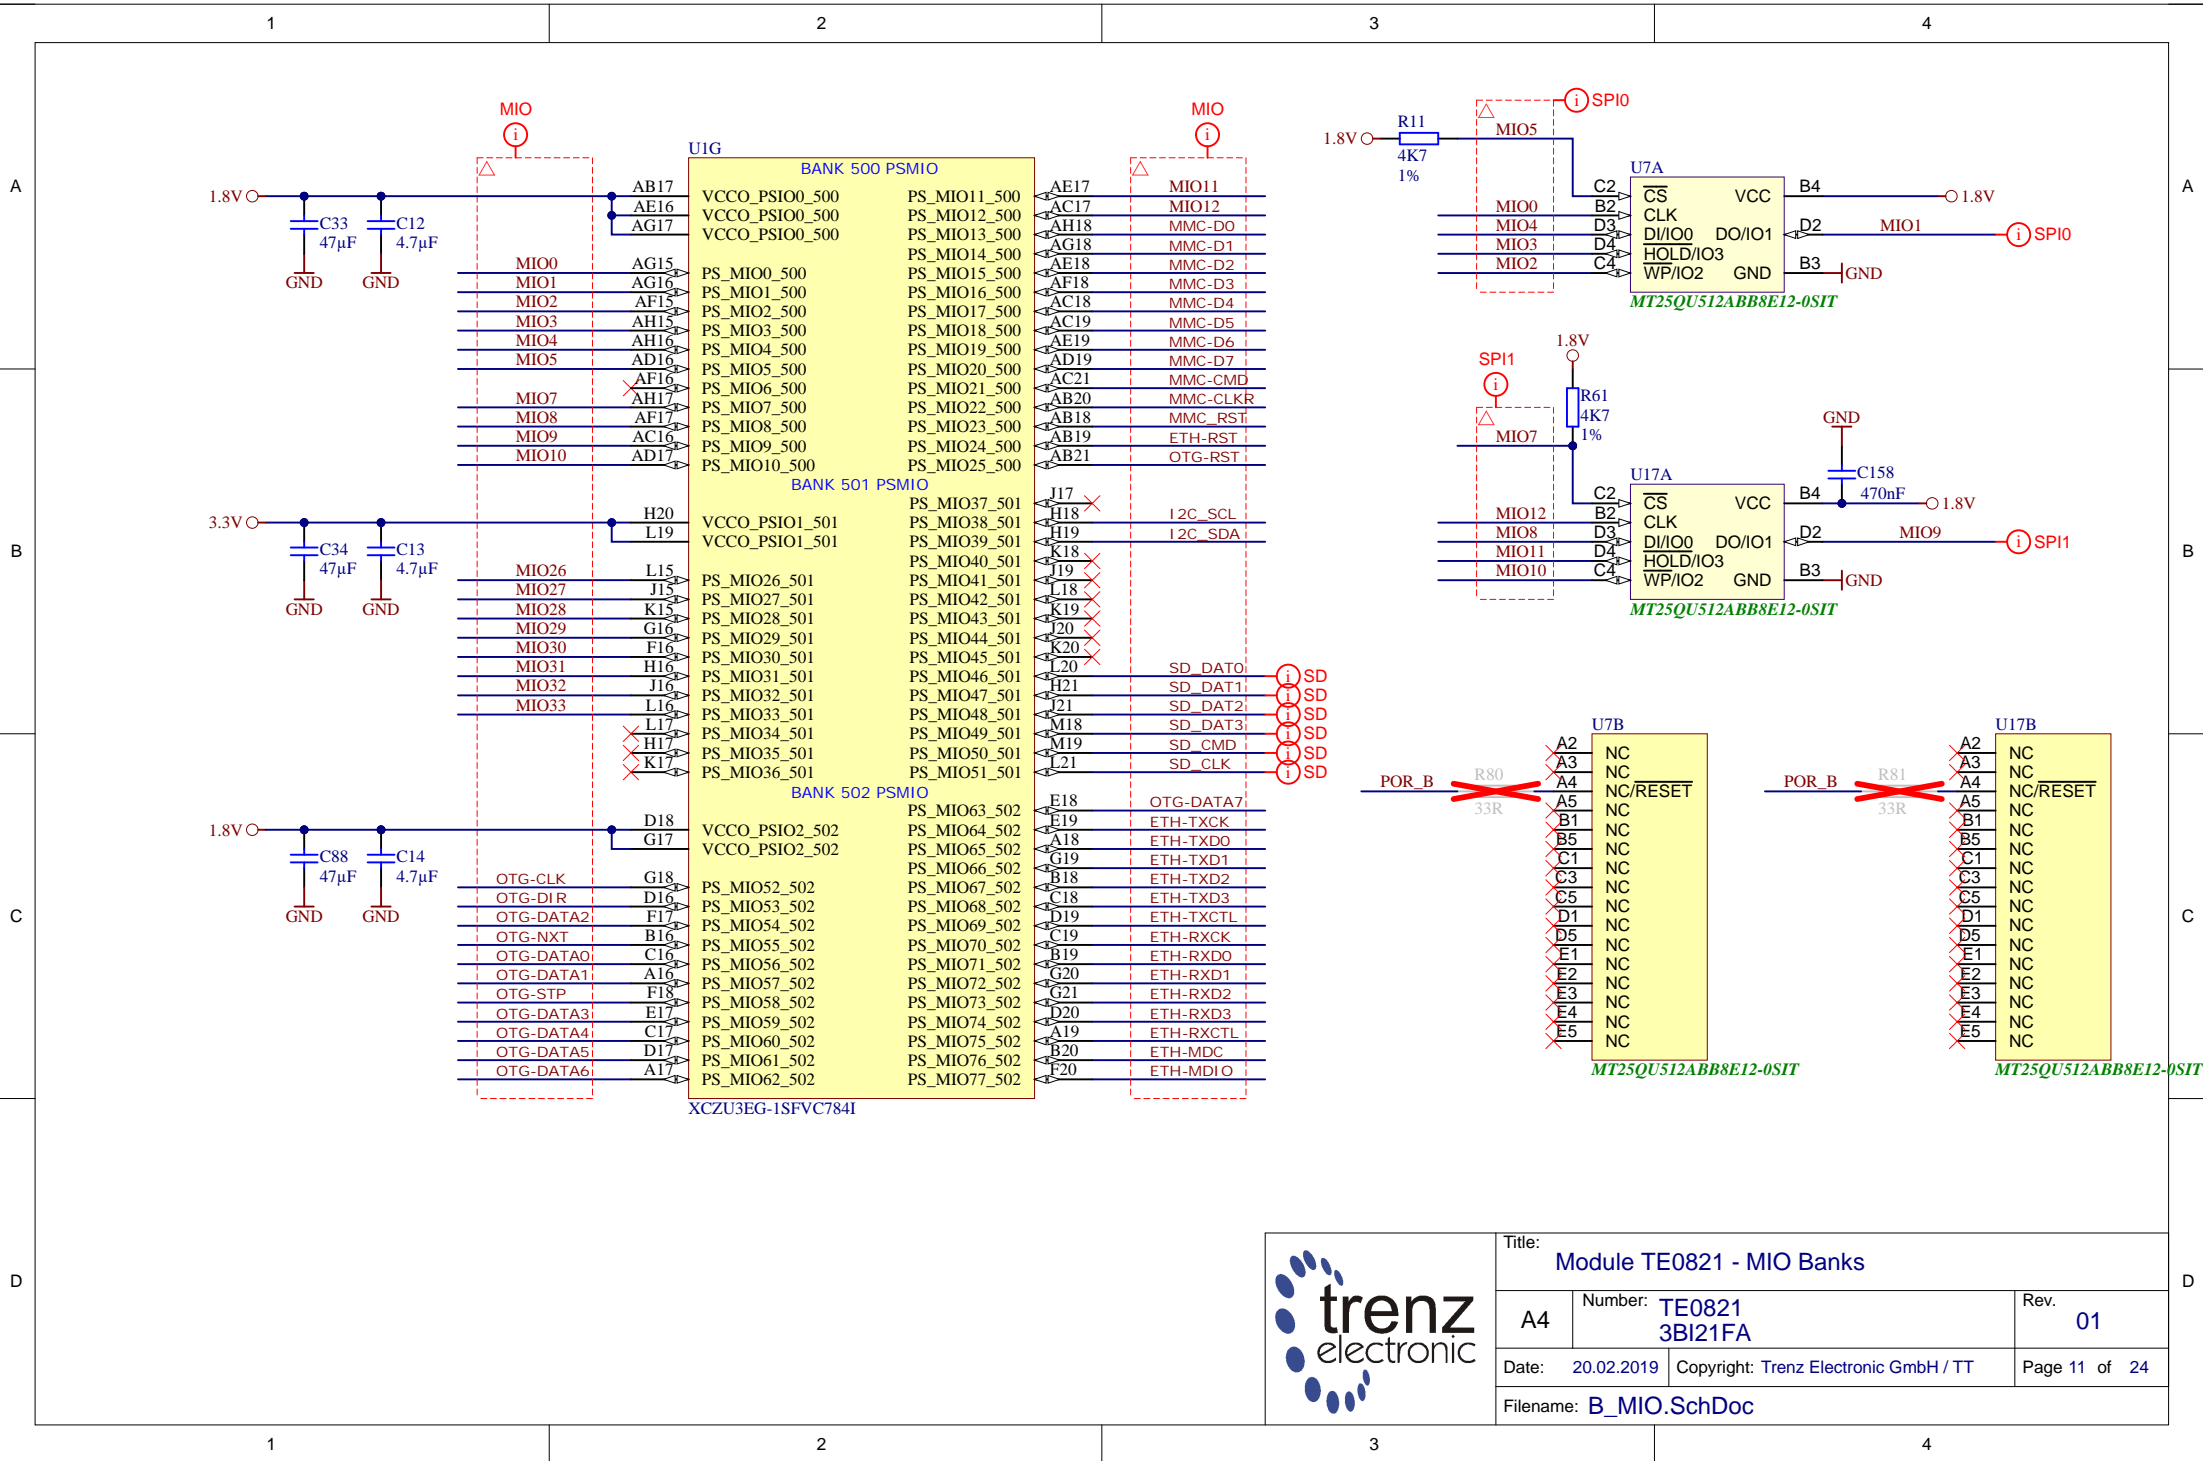 1 2 3 4
A
B
C
D
MIO
MIO
U1G
BANK 500 PSMIO
1.8V
C33
47µF
GND
C12
4.7µF
GND
AB17 VCCO_PSIO0_500
AE16 VCCO_PSIO0_500
AG17 VCCO_PSIO0_500
MIO0 AG15 PS_MIO0_500
MIO1 AG16 PS_MIO1_500
MIO2 AF15 PS_MIO2_500
MIO3 AH15 PS_MIO3_500
MIO4 AH16 PS_MIO4_500
MIO5 AD16 PS_MIO5_500
AF16 PS_MIO6_500
MIO7 AH17 PS_MIO7_500
MIO8 AF17 PS_MIO8_500
MIO9 AC16 PS_MIO9_500
MIO10 AD17 PS_MIO10_500
PS_MIO11_500 AE17 MIO11
PS_MIO12_500 AC17 MIO12
PS_MIO13_500 AH18 MMC-D0
PS_MIO14_500 AG18 MMC-D1
PS_MIO15_500 AE18 MMC-D2
PS_MIO16_500 AF18 MMC-D3
PS_MIO17_500 AC18 MMC-D4
PS_MIO18_500 AC19 MMC-D5
PS_MIO19_500 AE19 MMC-D6
PS_MIO20_500 AD19 MMC-D7
PS_MIO21_500 AC21 MMC-CMD
PS_MIO22_500 AB20 MMC-CLKR
PS_MIO23_500 AB18 MMC_RST
PS_MIO24_500 AB19 ETH-RST
PS_MIO25_500 AB21 OTG-RST
BANK 501 PSMIO
3.3V
C34
47µF
GND
C13
4.7µF
GND
H20 VCCO_PSIO1_501
L19 VCCO_PSIO1_501
MIO26 L15 PS_MIO26_501
MIO27 J15 PS_MIO27_501
MIO28 K15 PS_MIO28_501
MIO29 G16 PS_MIO29_501
MIO30 F16 PS_MIO30_501
MIO31 H16 PS_MIO31_501
MIO32 J16 PS_MIO32_501
MIO33 L16 PS_MIO33_501
L17 PS_MIO34_501
H17 PS_MIO35_501
K17 PS_MIO36_501
PS_MIO37_501 J17
PS_MIO38_501 H18 I2C_SCL
PS_MIO39_501 H19 I2C_SDA
PS_MIO40_501 K18
PS_MIO41_501 J19
PS_MIO42_501 L18
PS_MIO43_501 K19
PS_MIO44_501 J20
PS_MIO45_501 K20
PS_MIO46_501 L20 SD_DAT0 SD
PS_MIO47_501 H21 SD_DAT1 SD
PS_MIO48_501 J21 SD_DAT2 SD
PS_MIO49_501 M18 SD_DAT3 SD
PS_MIO50_501 M19 SD_CMD SD
PS_MIO51_501 L21 SD_CLK SD
BANK 502 PSMIO
1.8V
C88
47µF
GND
C14
4.7µF
GND
D18 VCCO_PSIO2_502
G17 VCCO_PSIO2_502
OTG-CLK G18 PS_MIO52_502
OTG-DIR D16 PS_MIO53_502
OTG-DATA2 F17 PS_MIO54_502
OTG-NXT B16 PS_MIO55_502
OTG-DATA0 C16 PS_MIO56_502
OTG-DATA1 A16 PS_MIO57_502
OTG-STP F18 PS_MIO58_502
OTG-DATA3 E17 PS_MIO59_502
OTG-DATA4 C17 PS_MIO60_502
OTG-DATA5 D17 PS_MIO61_502
OTG-DATA6 A17 PS_MIO62_502
PS_MIO63_502 E18 OTG-DATA7
PS_MIO64_502 E19 ETH-TXCK
PS_MIO65_502 A18 ETH-TXD0
PS_MIO66_502 G19 ETH-TXD1
PS_MIO67_502 B18 ETH-TXD2
PS_MIO68_502 C18 ETH-TXD3
PS_MIO69_502 D19 ETH-TXCTL
PS_MIO70_502 C19 ETH-RXCK
PS_MIO71_502 B19 ETH-RXD0
PS_MIO72_502 G20 ETH-RXD1
PS_MIO73_502 G21 ETH-RXD2
PS_MIO74_502 D20 ETH-RXD3
PS_MIO75_502 A19 ETH-RXCTL
PS_MIO76_502 B20 ETH-MDC
PS_MIO77_502 F20 ETH-MDIO
XCZU3EG-1SFVC784I
SPI0
1.8V R11 MIO5
4K7
1%
U7A
C2 CS VCC B4 1.8V
MIO0 B2 CLK
MIO4 D3 DI/IO0 DO/IO1 D2 MIO1 SPI0
MIO3 D4 HOLD/IO3
MIO2 C4 WP/IO2 GND B3 GND
MT25QU512ABB8E12-0SIT
SPI1
1.8V
R61
4K7
1%
MIO7
GND
C158
470nF
U17A
C2 CS VCC B4 1.8V
MIO12 B2 CLK
MIO8 D3 DI/IO0 DO/IO1 D2 MIO9 SPI1
MIO11 D4 HOLD/IO3
MIO10 C4 WP/IO2 GND B3 GND
MT25QU512ABB8E12-0SIT
U7B
A2 NC
A3 NC
POR_B R80 33R A4 NC/RESET
A5 NC
B1 NC
B5 NC
C1 NC
C3 NC
C5 NC
D1 NC
D5 NC
E1 NC
E2 NC
E3 NC
E4 NC
E5 NC
MT25QU512ABB8E12-0SIT
U17B
A2 NC
A3 NC
POR_B R81 33R A4 NC/RESET
A5 NC
B1 NC
B5 NC
C1 NC
C3 NC
C5 NC
D1 NC
D5 NC
E1 NC
E2 NC
E3 NC
E4 NC
E5 NC
MT25QU512ABB8E12-0SIT
trenz
electronic
Title:
Module TE0821 - MIO Banks
A4
Number: TE0821
3BI21FA
Rev.
01
Date: 20.02.2019 Copyright: Trenz Electronic GmbH / TT Page 11 of 24
Filename: B_MIO.SchDoc
A
B
C
D
1 2 3 4